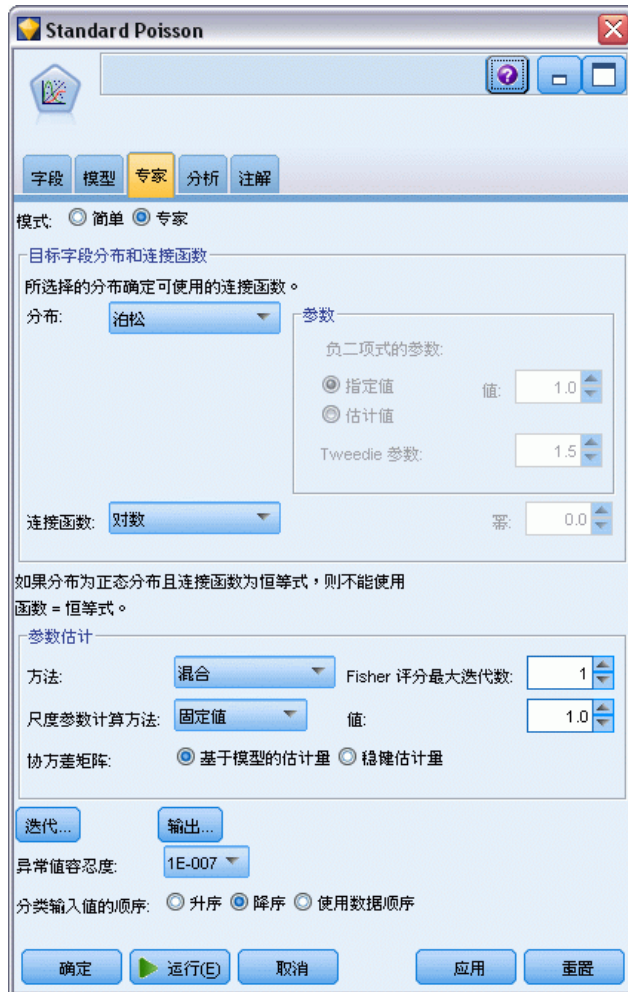 Standard Poisson
字段 模型 专家 分析 注解
模式: 简单 专家
目标字段分布和连接函数
所选择的分布确定可使用的连接函数。
分布: 泊松
参数
负二项式的参数:
指定值 值: 1.0
估计值
Tweedie 参数: 1.5
连接函数: 对数 幂: 0.0
如果分布为正态分布且连接函数为恒等式，则不能使用
函数 = 恒等式。
参数估计
方法: 混合 Fisher 评分最大迭代数: 1
尺度参数计算方法: 固定值 值: 1.0
协方差矩阵: 基于模型的估计量 稳健估计量
迭代... 输出...
异常值容忍度: 1E-007
分类输入值的顺序: 升序 降序 使用数据顺序
确定 运行(E) 取消 应用 重置